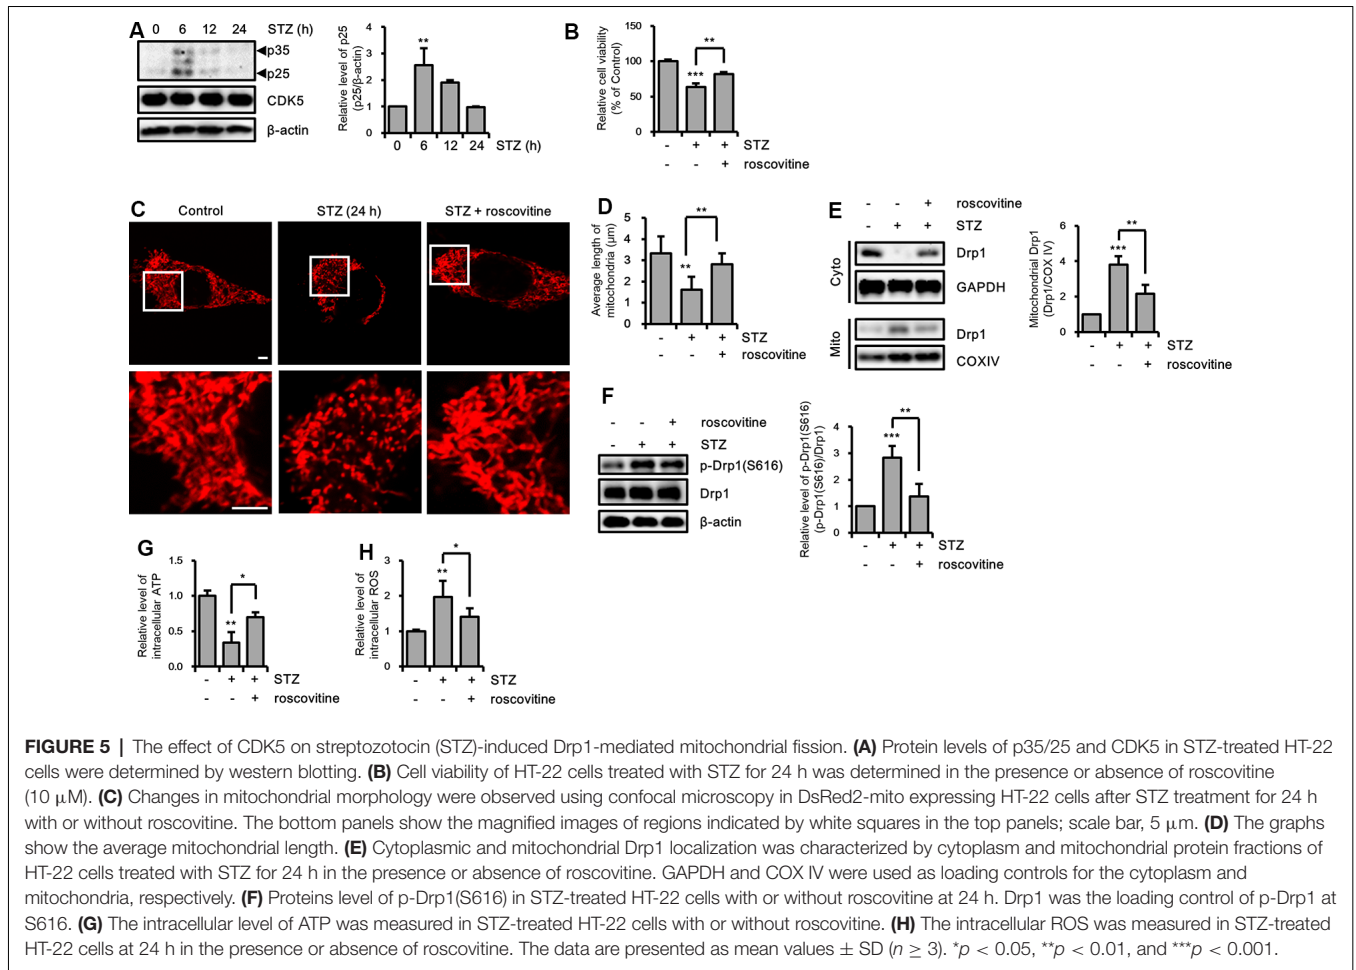 A
0 6 12 24 STZ (h)
p35
p25
CDK5
β-actin
Relative level of p25
(p25/β-actin)
4
3
2
1
0
**
0 6 12 24 STZ (h)
B
Relative cell viability
(% of Control)
150
100
50
0
***
**
- + + STZ
- - + roscovitine
C
Control STZ (24 h) STZ + roscovitine
D
Average length of
mitochondria (μm)
5
4
3
2
1
0
**
**
- + + STZ
- - + roscovitine
E
- - + roscovitine
- + + STZ
Cyto
Drp1
GAPDH
Mito
Drp1
COXIV
Mitochondrial Drp1
(Drp1/COX IV)
6
4
2
0
***
**
- + + STZ
- - + roscovitine
F
- - + roscovitine
- + + STZ
p-Drp1(S616)
Drp1
β-actin
Relative level of p-Drp1(S616)
(p-Drp1(S616)/Drp1)
4
3
2
1
0
***
**
- + + STZ
- - + roscovitine
G
Relative level of
intracellular ATP
1.5
1.0
0.5
0.0
**
*
- + + STZ
- - + roscovitine
H
Relative level of
intracellular ROS
3
2
1
0
**
*
- + + STZ
- - + roscovitine
FIGURE 5 | The effect of CDK5 on streptozotocin (STZ)-induced Drp1-mediated mitochondrial fission. (A) Protein levels of p35/25 and CDK5 in STZ-treated HT-22
cells were determined by western blotting. (B) Cell viability of HT-22 cells treated with STZ for 24 h was determined in the presence or absence of roscovitine
(10 μM). (C) Changes in mitochondrial morphology were observed using confocal microscopy in DsRed2-mito expressing HT-22 cells after STZ treatment for 24 h
with or without roscovitine. The bottom panels show the magnified images of regions indicated by white squares in the top panels; scale bar, 5 μm. (D) The graphs
show the average mitochondrial length. (E) Cytoplasmic and mitochondrial Drp1 localization was characterized by cytoplasm and mitochondrial protein fractions of
HT-22 cells treated with STZ for 24 h in the presence or absence of roscovitine. GAPDH and COX IV were used as loading controls for the cytoplasm and
mitochondria, respectively. (F) Proteins level of p-Drp1(S616) in STZ-treated HT-22 cells with or without roscovitine at 24 h. Drp1 was the loading control of p-Drp1 at
S616. (G) The intracellular level of ATP was measured in STZ-treated HT-22 cells with or without roscovitine. (H) The intracellular ROS was measured in STZ-treated
HT-22 cells at 24 h in the presence or absence of roscovitine. The data are presented as mean values ± SD (n ≥ 3). *p < 0.05, **p < 0.01, and ***p < 0.001.